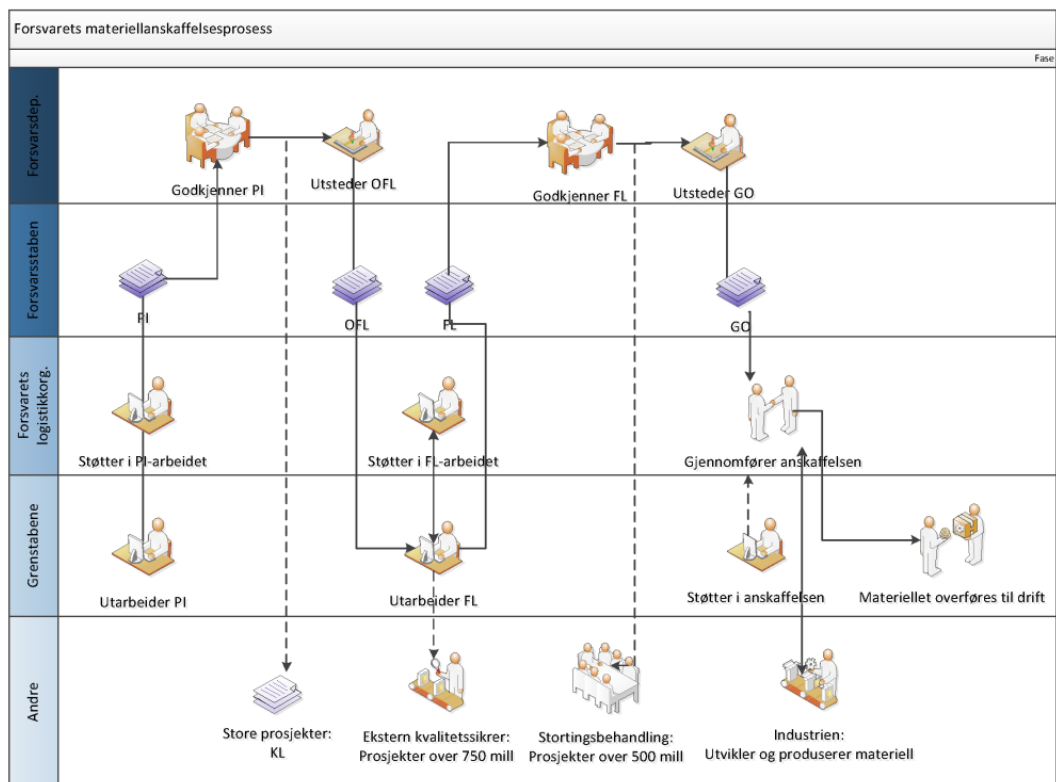 Forsvarets materiellanskaffelsesprosess
Fase
Forsvarsdep.
Godkjenner PI
Utsteder OFL
Godkjenner FL
Utsteder GO
Forsvarsstaben
PI
OFL
FL
GO
Forsvarets
logistikkorg.
Støtter i PI-arbeidet
Støtter i FL-arbeidet
Gjennomfører anskaffelsen
Grenstabene
Utarbeider PI
Utarbeider FL
Støtter i anskaffelsen
Materiellet overføres til drift
Andre
Store prosjekter:
KL
Ekstern kvalitetssikrer:
Prosjekter over 750 mill
Stortingsbehandling:
Prosjekter over 500 mill
Industrien:
Utvikler og produserer materiell